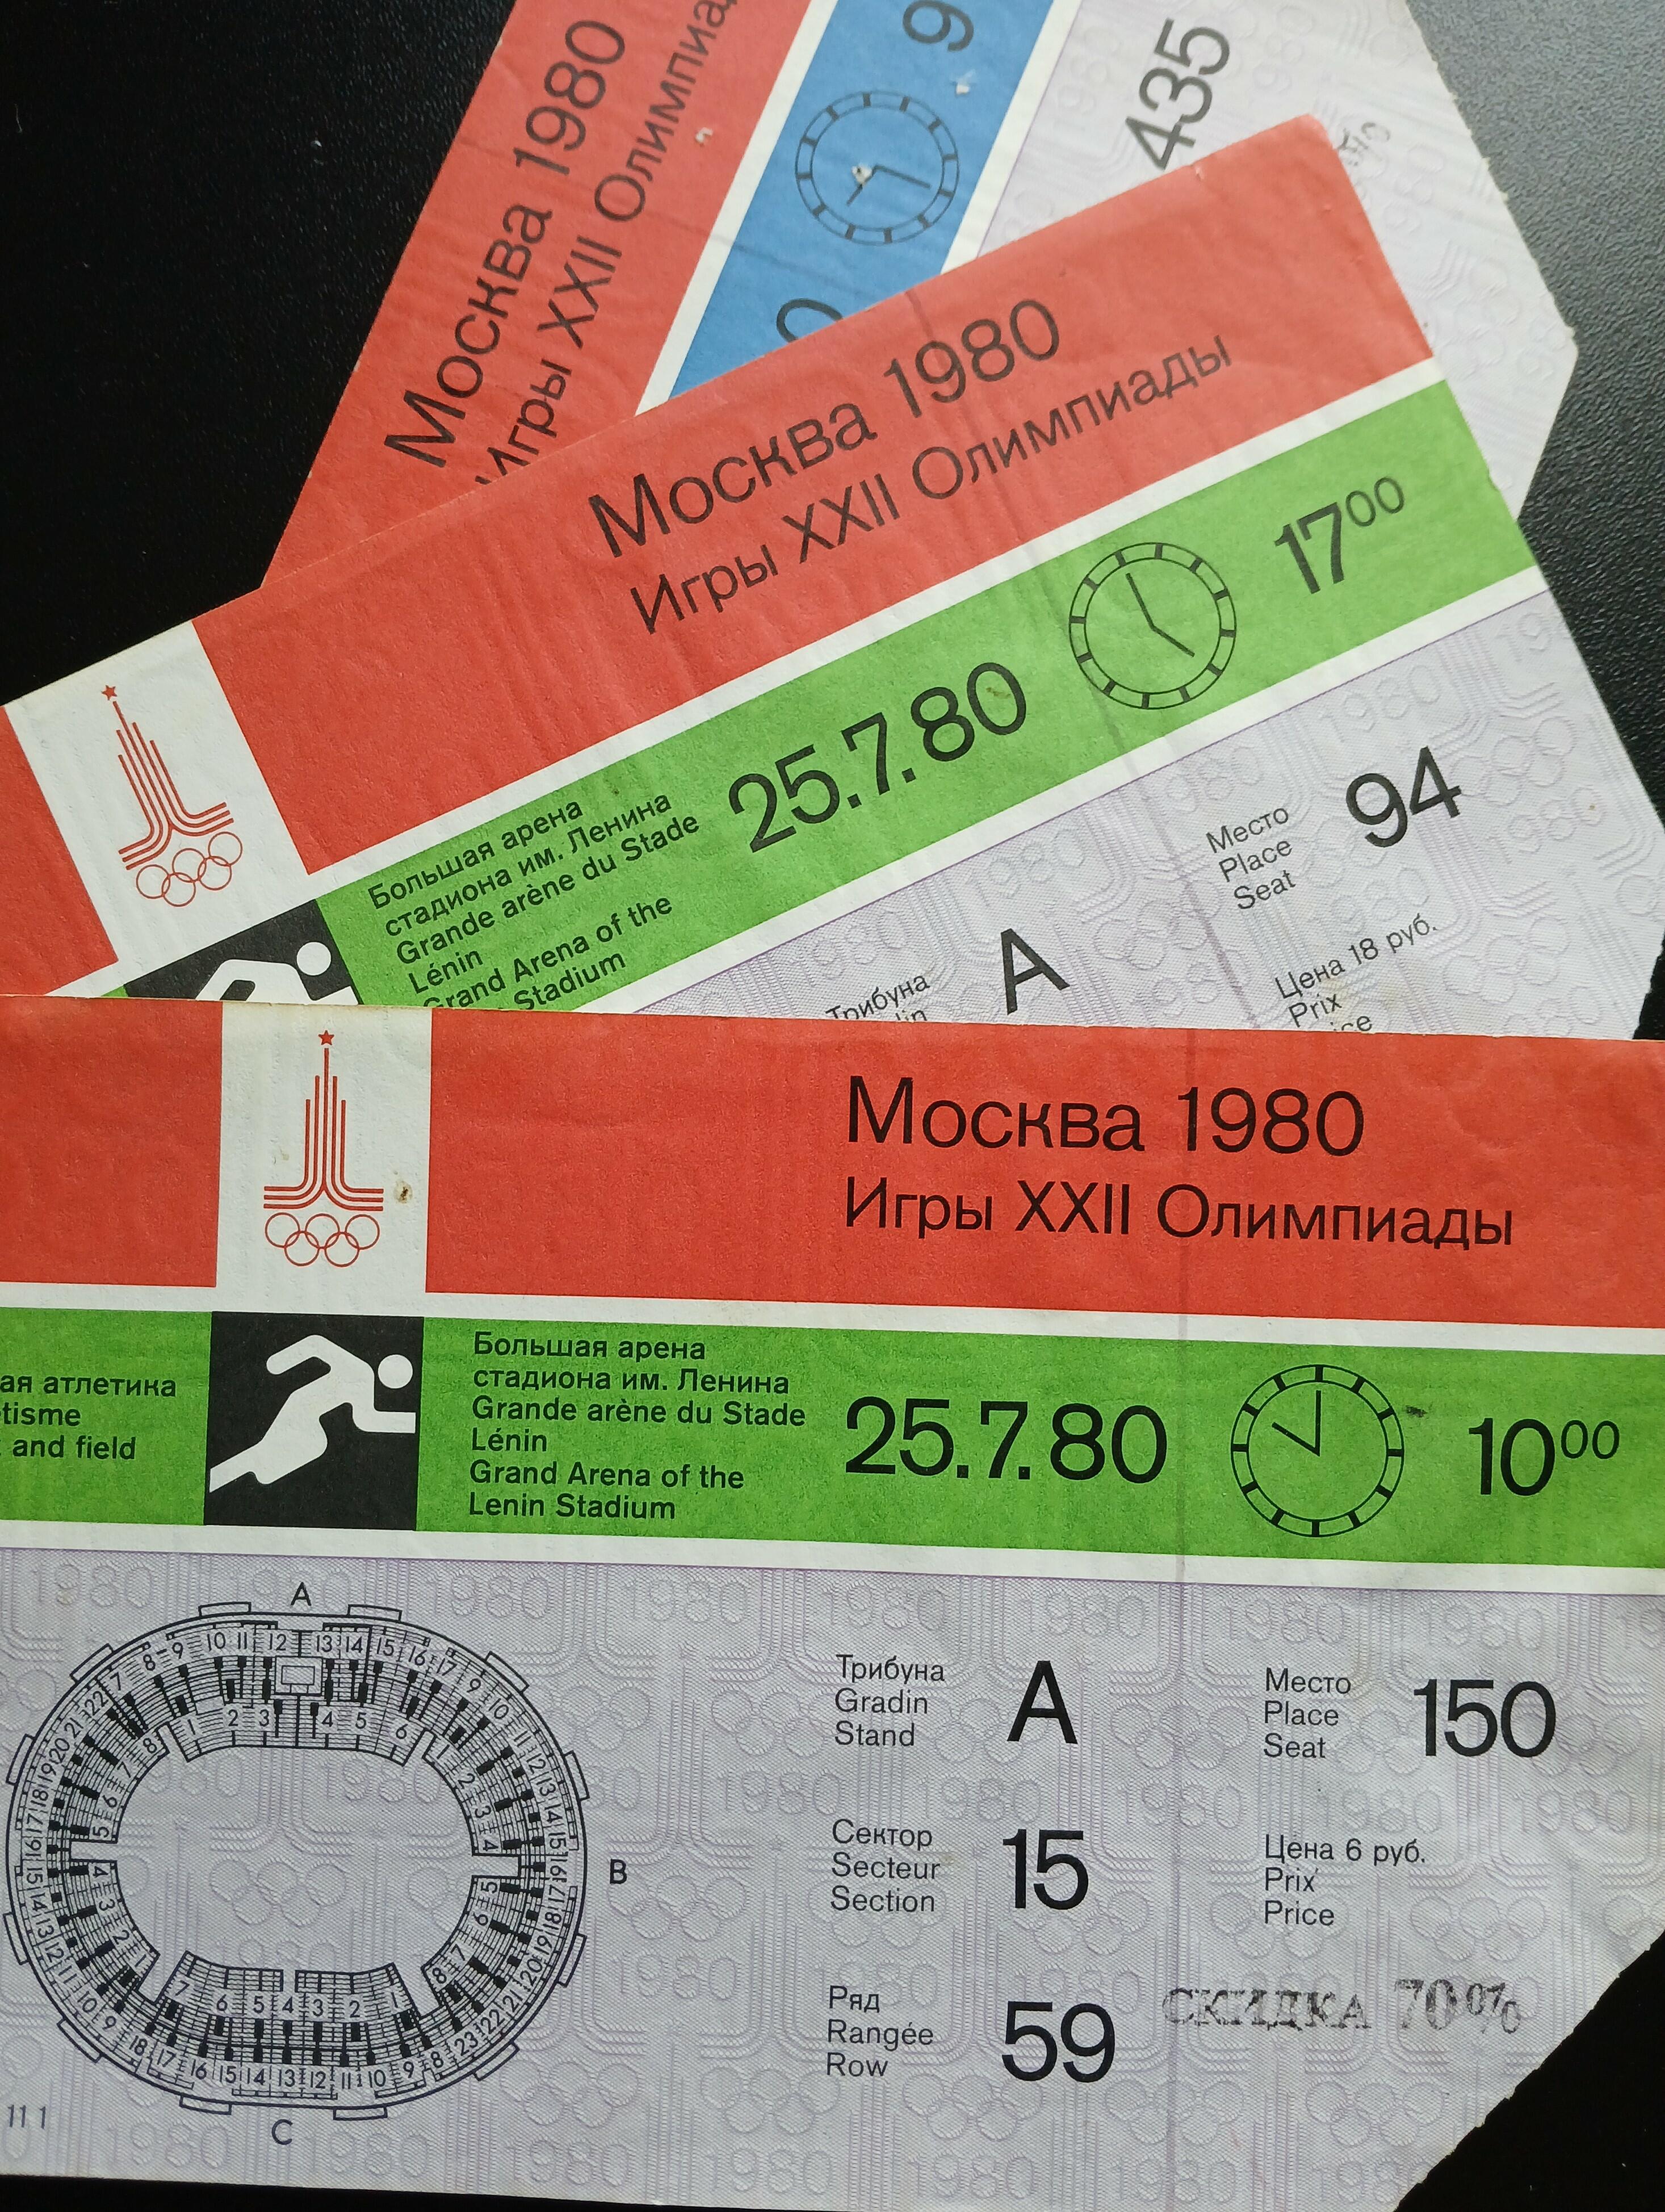 Москва 1980
Игры XXII
435
Москва 1980
Игры XXII Олимпиады
Большая арена
стадиона им. Ленина
Grande arène du Stade
Lénin
Grand Arena of the
Stadium
25.7.80
17⁰⁰
Трибуна
A
Место
Place
Seat
94
Цена 18 руб.
Prix
Москва 1980
Игры XXII Олимпиады
ая атлетика
tisme
and field
Большая арена
стадиона им. Ленина
Grande arène du Stade
Lénin
Grand Arena of the
Lenin Stadium
25.7.80
10⁰⁰
A
B
C
Трибуна
Gradin
Stand
A
Место
Place
Seat
150
Сектор
Secteur
Section
15
Цена 6 руб.
Prix
Price
Ряд
Rangée
Row
59
СКИДКА 70%
11 1